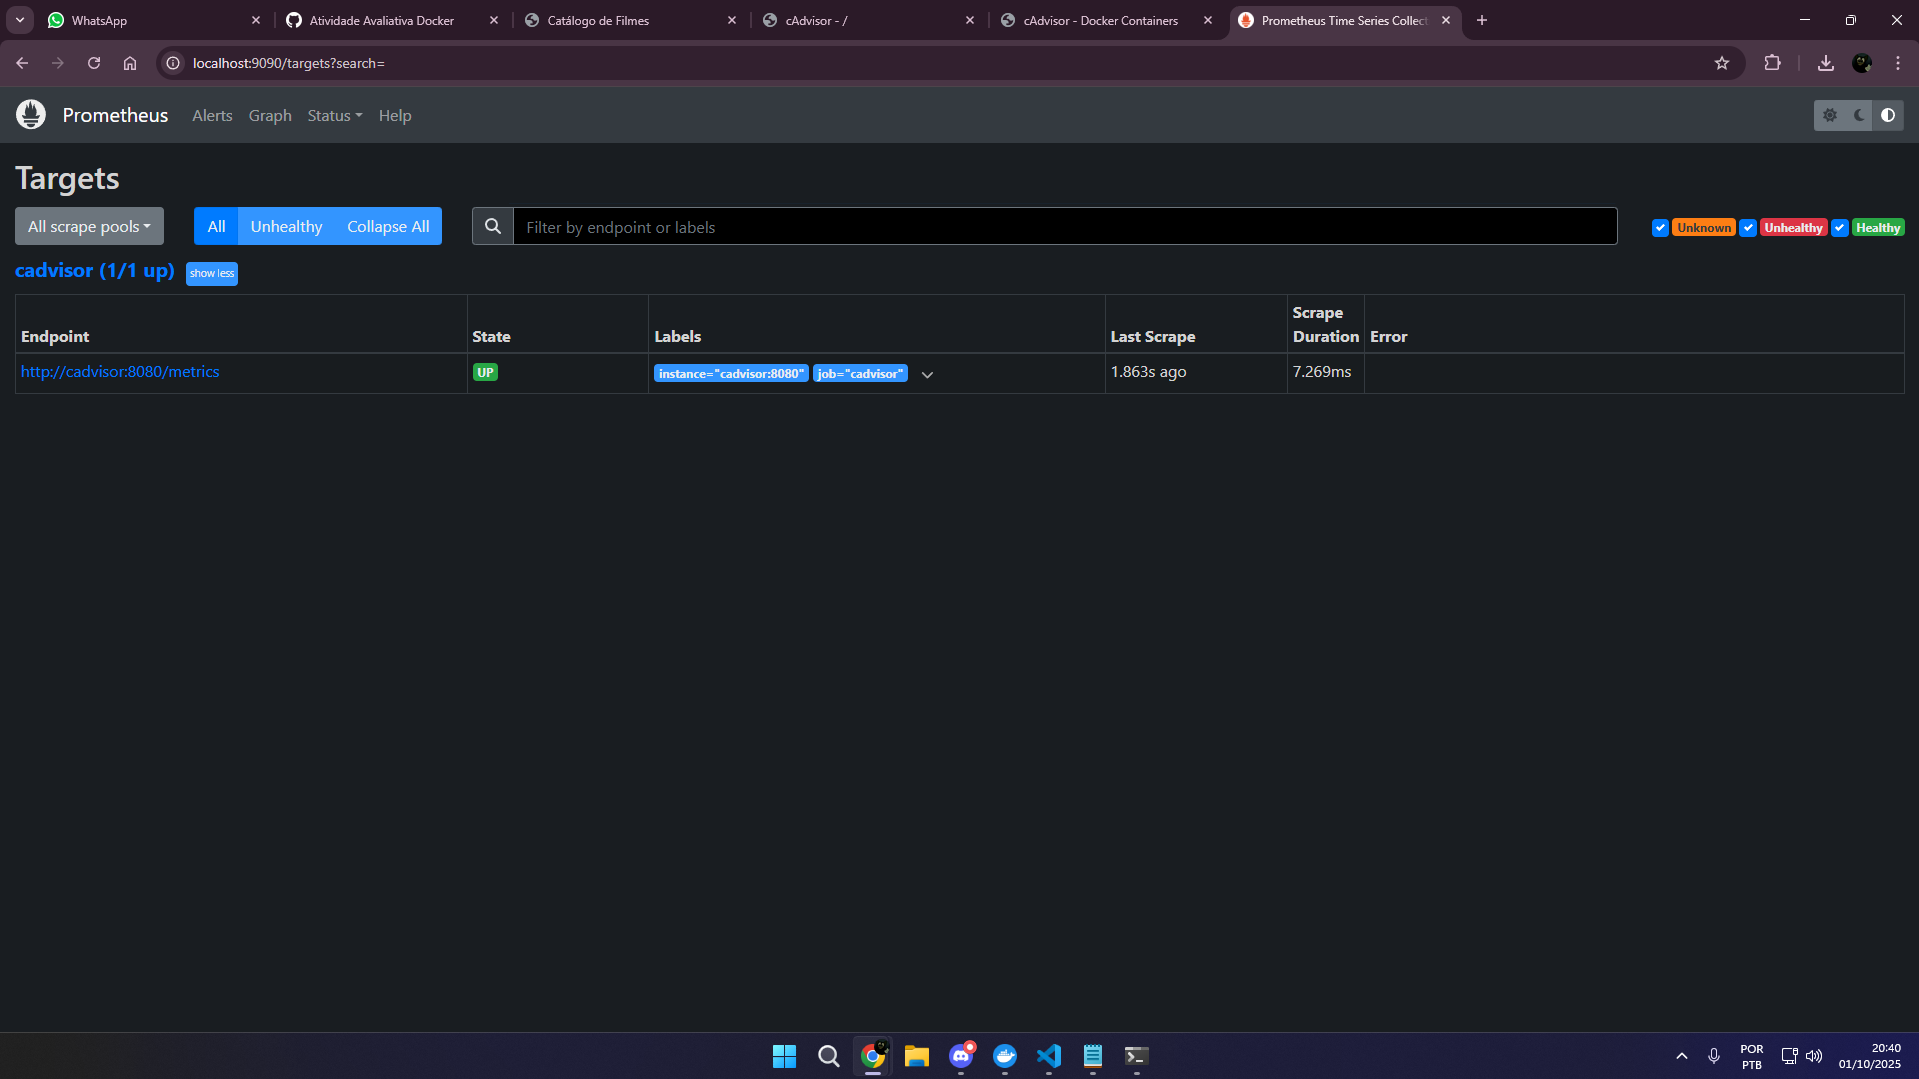 WhatsApp
Atividade Avaliativa Docker
Catálogo de Filmes
cAdvisor - /
cAdvisor - Docker Containers
Prometheus Time Series Collect
localhost:9090/targets?search=
Prometheus Alerts Graph Status Help
Targets
All scrape pools All Unhealthy Collapse All Filter by endpoint or labels Unknown Unhealthy Healthy
cadvisor (1/1 up) show less
Endpoint State Labels Last Scrape Scrape Duration Error
http://cadvisor:8080/metrics UP instance="cadvisor:8080" job="cadvisor" 1.863s ago 7.269ms
POR
PTB
20:40
01/10/2025